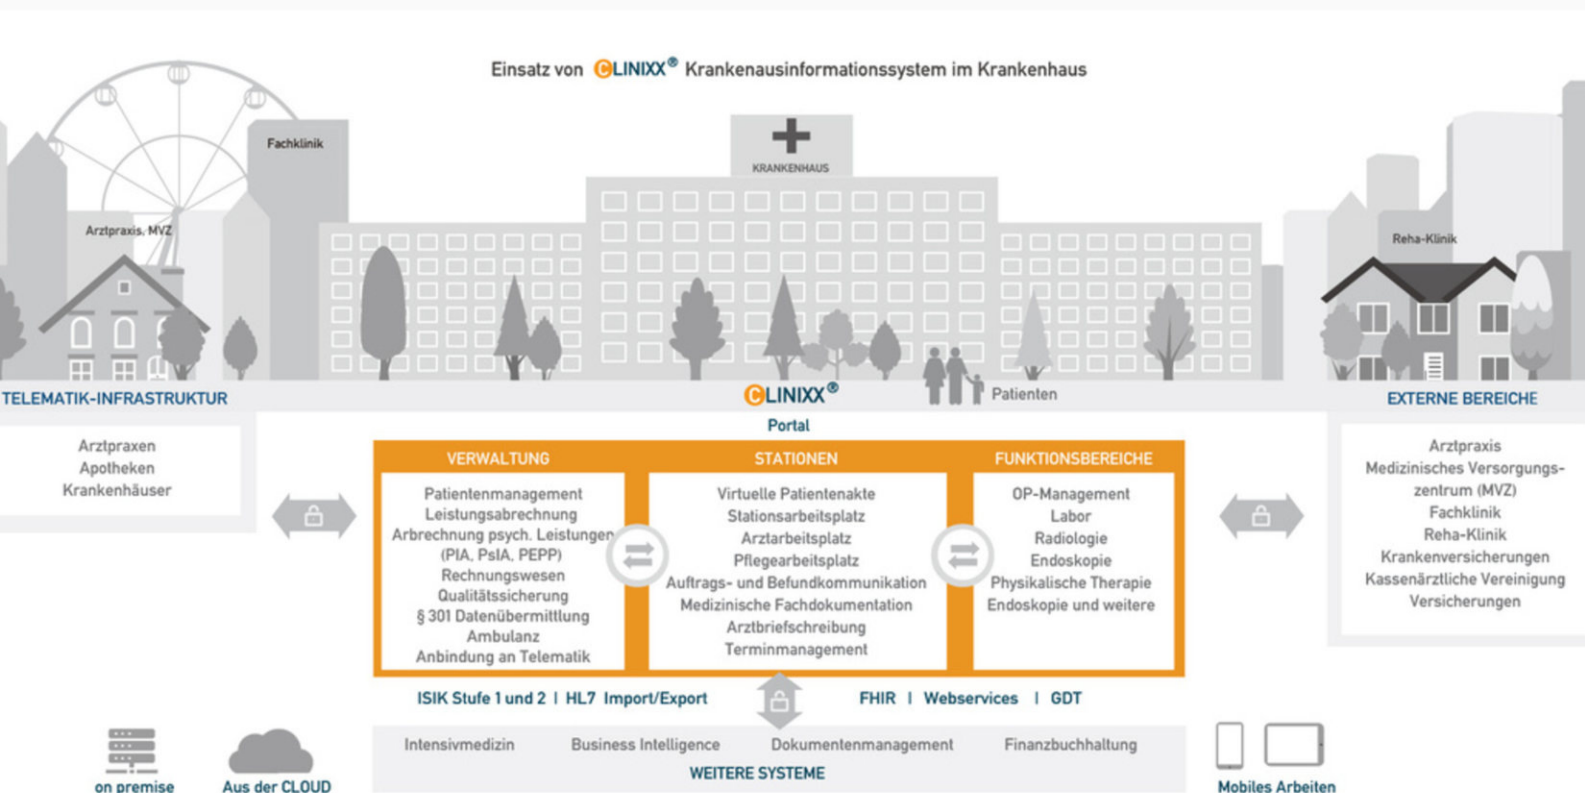 Einsatz von CLINIXX® Krankenausinformationssystem im Krankenhaus
Fachklinik
KRANKENHAUS
Arztpraxis, MVZ
Reha-Klinik
TELEMATIK-INFRASTRUKTUR
Arztpraxen
Apotheken
Krankenhäuser
CLINIXX®
Portal
Patienten
VERWALTUNG
Patientenmanagement
Leistungsabrechnung
Arbrechnung psych. Leistungen
(PIA, PsIA, PEPP)
Rechnungswesen
Qualitätssicherung
§ 301 Datenübermittlung
Ambulanz
Anbindung an Telematik
STATIONEN
Virtuelle Patientenakte
Stationsarbeitsplatz
Arztarbeitsplatz
Pflegearbeitsplatz
Auftrags- und Befundkommunikation
Medizinische Fachdokumentation
Arztbriefschreibung
Terminmanagement
FUNKTIONSBEREICHE
OP-Management
Labor
Radiologie
Endoskopie
Physikalische Therapie
Endoskopie und weitere
EXTERNE BEREICHE
Arztpraxis
Medizinisches Versorgungs-
zentrum (MVZ)
Fachklinik
Reha-Klinik
Krankenversicherungen
Kassenärztliche Vereinigung
Versicherungen
ISIK Stufe 1 und 2 | HL7 Import/Export
FHIR | Webservices | GDT
Intensivmedizin Business Intelligence Dokumentenmanagement Finanzbuchhaltung
WEITERE SYSTEME
on premise
Aus der CLOUD
Mobiles Arbeiten